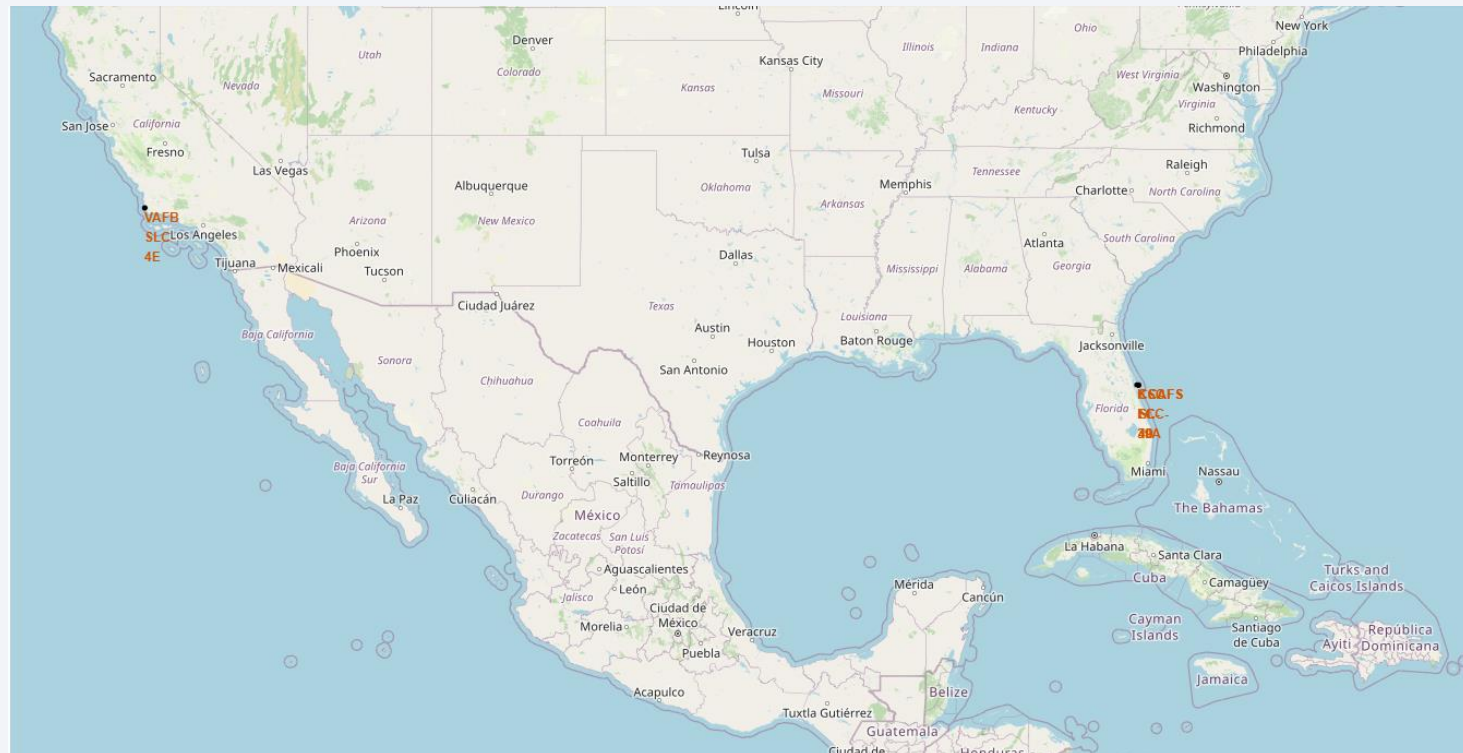 Lincoln
Pennsylvania
New York
Denver
Utah
Colorado
Nevada
Sacramento
California
San Jose
Fresno
Las Vegas
Kansas City
Kansas
Missouri
Illinois
Indiana
Ohio
Philadelphia
West Virginia
Washington
Virginia
Kentucky
Richmond
Tulsa
Oklahoma
Albuquerque
New Mexico
Arizona
Arkansas
Memphis
Tennessee
Charlotte
Raleigh
North Carolina
VAFB
SLC-
4E
Los Angeles
Phoenix
Tucson
Tijuana
Mexicali
Dallas
Atlanta
South Carolina
Mississippi
Alabama
Georgia
Ciudad Juárez
Texas
Louisiana
Austin
Houston
Baton Rouge
Jacksonville
Baja California
Sonora
Chihuahua
San Antonio
Florida
Coahuila
Torreón
Monterrey
Saltillo
Reynosa
Tamaulipas
Baja California
Sur
La Paz
Culiacán
Durango
México
Zacatecas
San Luis
Potosí
Miami
Nassau
The Bahamas
La Habana
Santa Clara
Cuba
Camagüey
Turks and
Caicos Islands
Aguascalientes
León
Jalisco
Ciudad de
México
Morelia
Puebla
Veracruz
Mérida
Cancún
Cayman
Islands
Santiago
de Cuba
Ayiti
República
Dominicana
Jamaica
Acapulco
Tuxtla Gutiérrez
Belize
Guatemala
Ciudad de
Honduras